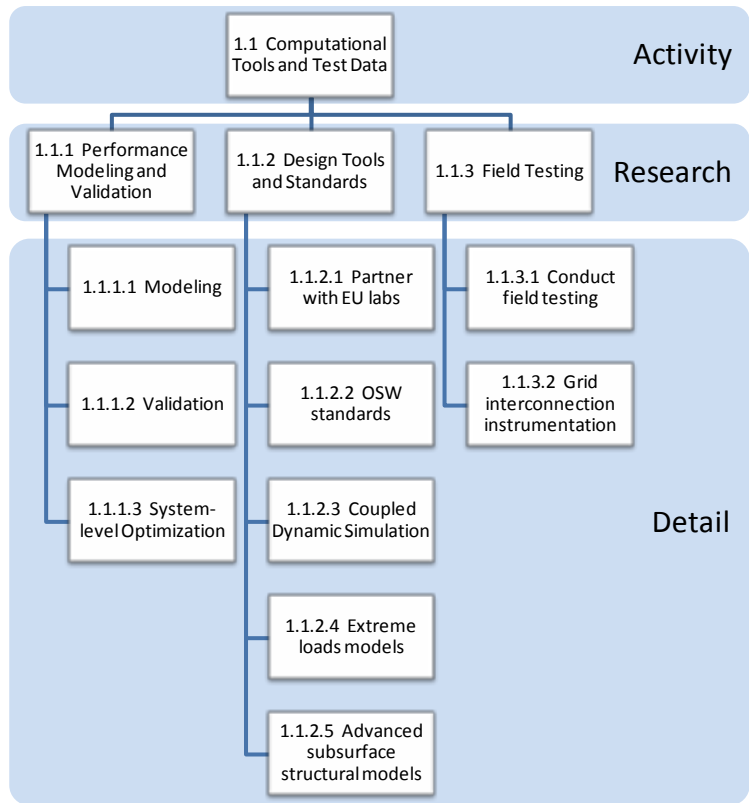 1.1 Computational
Tools and Test Data
Activity
1.1.1 Performance
Modeling and
Validation
1.1.2 Design Tools
and Standards
1.1.3 Field Testing
Research
1.1.1.1 Modeling
1.1.2.1 Partner
with EU labs
1.1.3.1 Conduct
field testing
1.1.1.2 Validation
1.1.2.2 OSW
standards
1.1.3.2 Grid
interconnection
instrumentation
1.1.1.3 System-
level Optimization
1.1.2.3 Coupled
Dynamic Simulation
Detail
1.1.2.4 Extreme
loads models
1.1.2.5 Advanced
subsurface
structural models